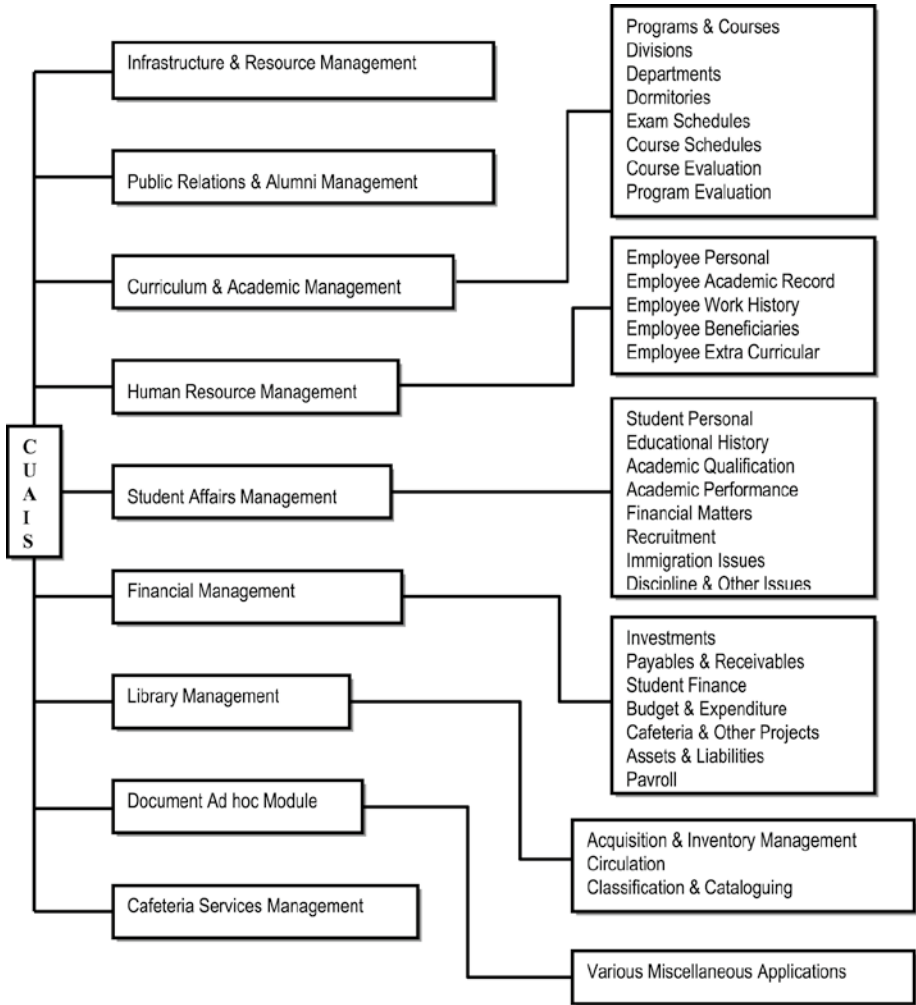 CUAIS
Infrastructure & Resource Management
Public Relations & Alumni Management
Curriculum & Academic Management
Human Resource Management
Student Affairs Management
Financial Management
Library Management
Document Ad hoc Module
Cafeteria Services Management
Programs & Courses
Divisions
Departments
Dormitories
Exam Schedules
Course Schedules
Course Evaluation
Program Evaluation
Employee Personal
Employee Academic Record
Employee Work History
Employee Beneficiaries
Employee Extra Curricular
Student Personal
Educational History
Academic Qualification
Academic Performance
Financial Matters
Recruitment
Immigration Issues
Discipline & Other Issues
Investments
Payables & Receivables
Student Finance
Budget & Expenditure
Cafeteria & Other Projects
Assets & Liabilities
Payroll
Acquisition & Inventory Management
Circulation
Classification & Cataloguing
Various Miscellaneous Applications